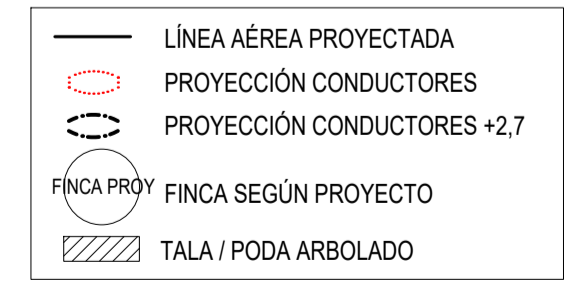 LÍNEA AÉREA PROYECTADA
PROYECCIÓN CONDUCTORES
PROYECCIÓN CONDUCTORES +2,7
FINCA PROY FINCA SEGÚN PROYECTO
TALA / PODA ARBOLADO